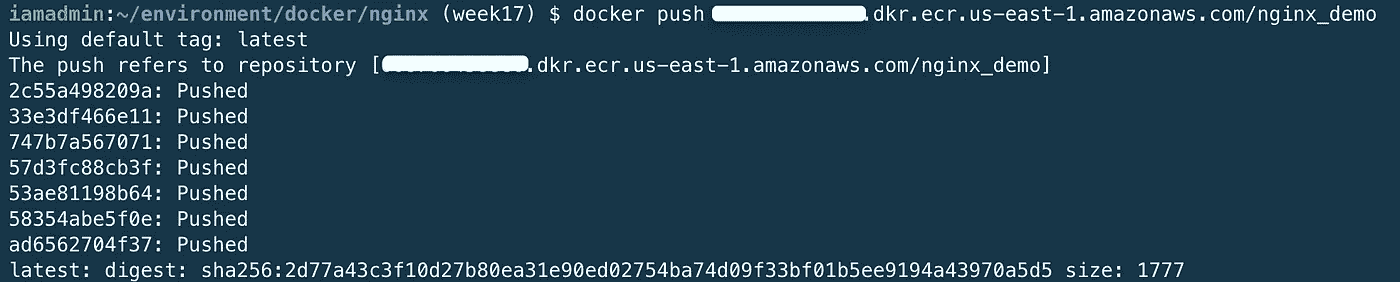 iamadmin:~/environment/docker/nginx (week17) $ docker push .dkr.ecr.us-east-1.amazonaws.com/nginx_demo
Using default tag: latest
The push refers to repository [.dkr.ecr.us-east-1.amazonaws.com/nginx_demo]
2c55a498209a: Pushed
33e3df466e11: Pushed
747b7a567071: Pushed
57d3fc88cb3f: Pushed
53ae81198b64: Pushed
58354abe5f0e: Pushed
ad6562704f37: Pushed
latest: digest: sha256:2d77a43c3f10d27b80ea31e90ed02754ba74d09f33bf01b5ee9194a43970a5d5 size: 1777